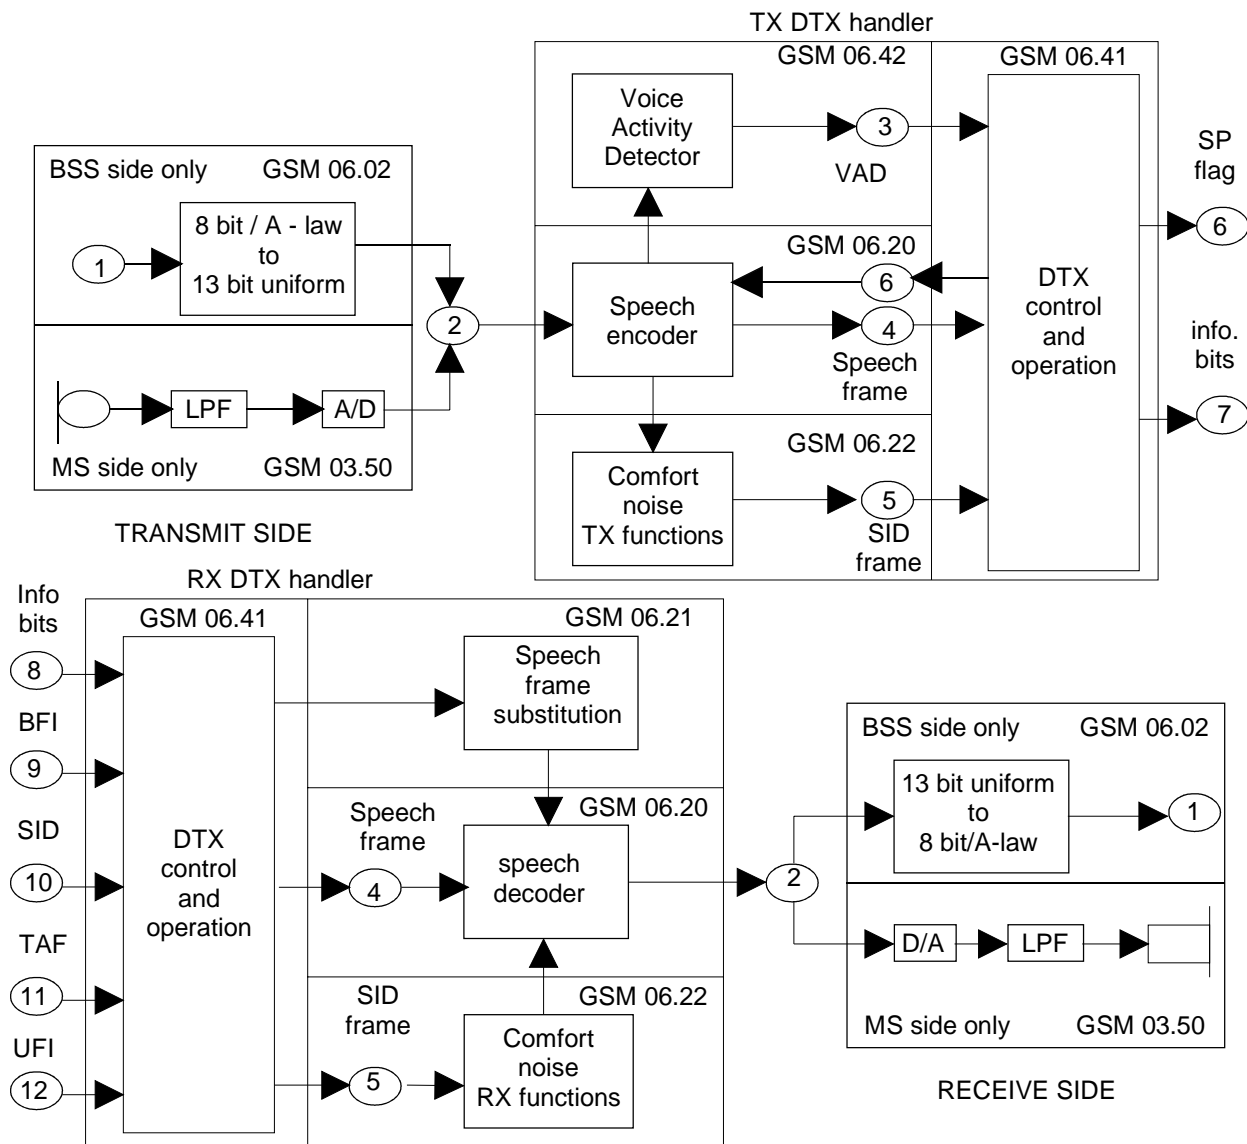 TX DTX handler
GSM 06.42
GSM 06.41
Voice
Activity
Detector
3
VAD
SP
flag
6
BSS side only
GSM 06.02
8 bit / A - law
to
13 bit uniform
1
GSM 06.20
6
DTX
control
and
operation
Speech
encoder
2
4
Speech
frame
info.
bits
7
LPF
A/D
MS side only
GSM 03.50
GSM 06.22
Comfort
noise
TX functions
5
SID
frame
TRANSMIT SIDE
RX DTX handler
Info
bits
8
GSM 06.41
GSM 06.21
Speech
frame
substitution
BFI
9
SID
10
TAF
11
UFI
12
DTX
control
and
operation
Speech
frame
4
GSM 06.20
speech
decoder
2
SID
frame
5
GSM 06.22
Comfort
noise
RX functions
BSS side only
GSM 06.02
13 bit uniform
to
8 bit/A-law
1
D/A
LPF
MS side only
GSM 03.50
RECEIVE SIDE